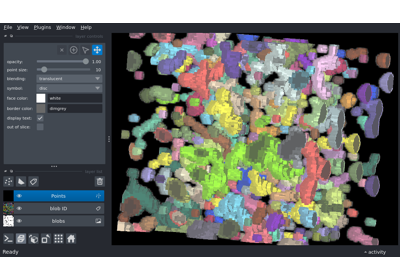 File View Plugins Window Help
opacity: 1.00
point size: 10
blending: translucent
symbol: disc
face color: white
border color: dimgrey
display text: ✓
out of slice:
Points
blob ID
blobs
Ready
activity